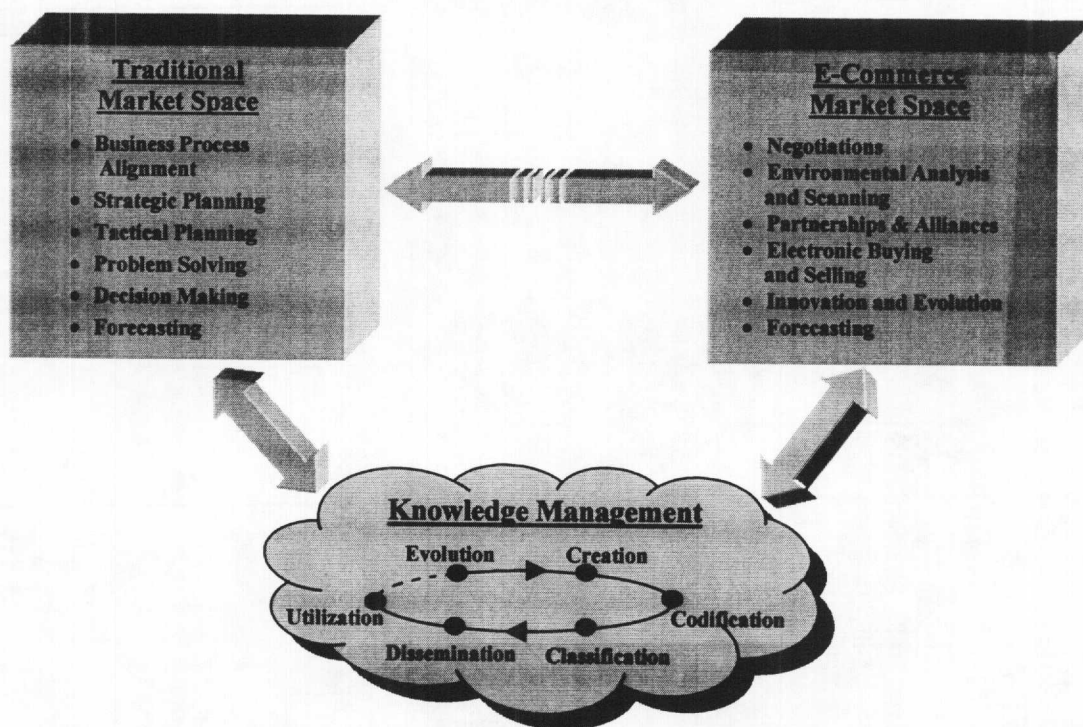 Traditional
Market Space
• Business Process
Alignment
• Strategic Planning
• Tactical Planning
• Problem Solving
• Decision Making
• Forecasting
E-Commerce
Market Space
• Negotiations
• Environmental Analysis
and Scanning
• Partnerships & Alliances
• Electronic Buying
and Selling
• Innovation and Evolution
• Forecasting
Knowledge Management
Evolution Creation
Utilization Codification
Dissemination Classification